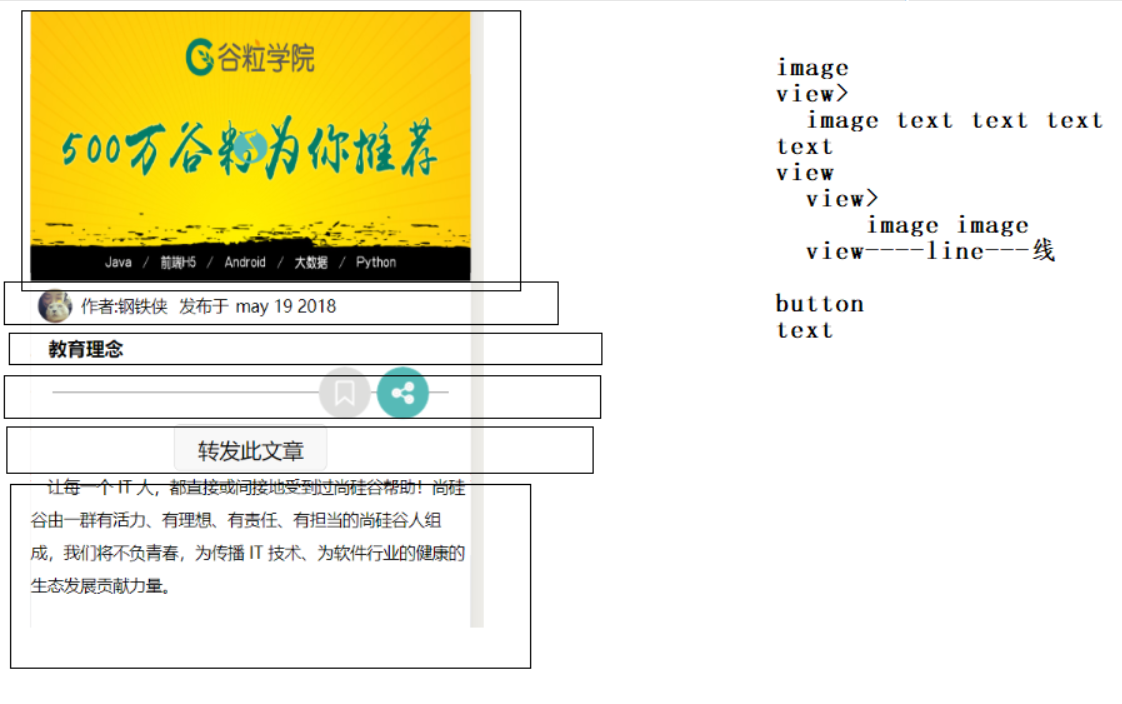 谷粒学院
500万谷粉为你推荐
Java / 前端H5 / Android / 大数据 / Python
作者:钢铁侠 发布于 may 19 2018
教育理念
转发此文章
让每一个 IT 人，都直接或间接地受到过尚硅谷帮助！尚硅
谷由一群有活力、有理想、有责任、有担当的尚硅谷人组
成，我们将不负青春，为传播 IT 技术、为软件行业的健康的
生态发展贡献力量。
image
view>
image text text text
text
view
view>
image image
view----line---线
button
text